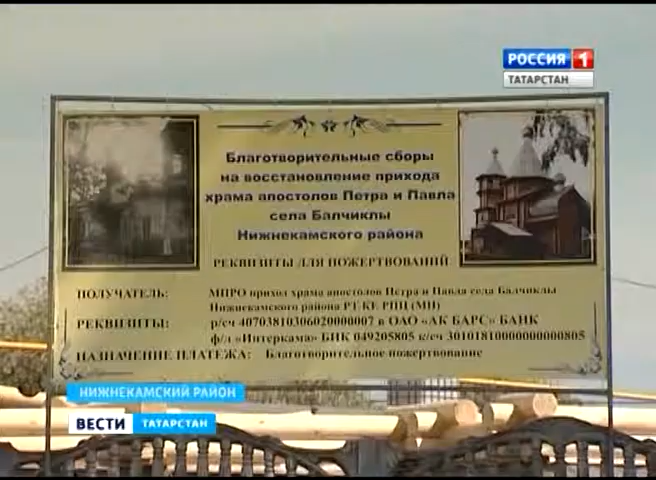 РОССИЯ 1
ТАТАРСТАН
Благотворительные сборы
на восстановление прихода
храма апостолов Петра и Павла
села Балчиклы
Нижнекамского района
РЕКВИЗИТЫ ДЛЯ ПОЖЕРТВОВАНИЙ
ПОЛУЧАТЕЛЬ: МПРО приход храма апостолов Петра и Павла села Балчиклы
Нижнекамского района РТ КЕ РПЦ (МП)
РЕКВИЗИТЫ: р/сч 40703810306020000007 в ОАО «АК БАРС» БАНК
ф/л «Интеркама» БИК 049205805 к/сч 30101810000000000805
НАЗНАЧЕНИЕ ПЛАТЕЖА: Благотворительное пожертвование
НИЖНЕКАМСКИЙ РАЙОН
ВЕСТИ ТАТАРСТАН